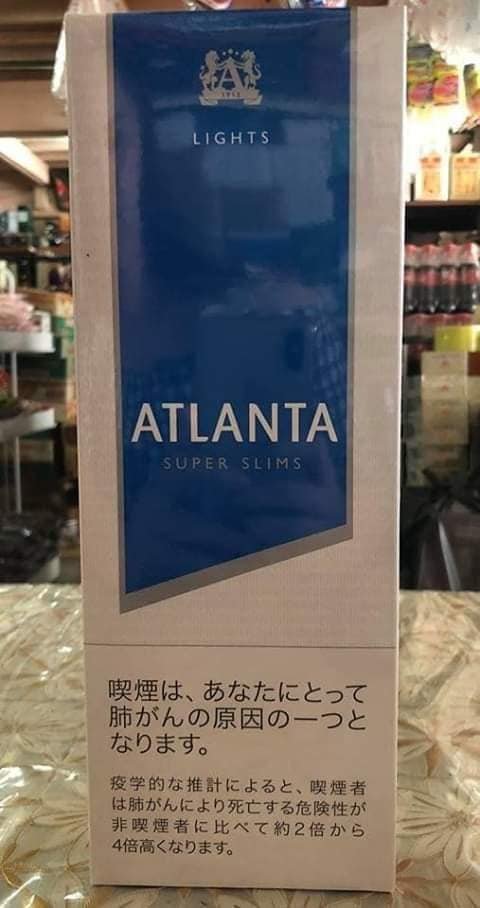 A
LIGHTS
ATLANTA
SUPER SLIMS
喫煙は、あなたにとって
肺がんの原因の一つと
なります。
疫学的な推計によると、喫煙者
は肺がんにより死亡する危険性が
非喫煙者に比べて約2倍から
4倍高くなります。